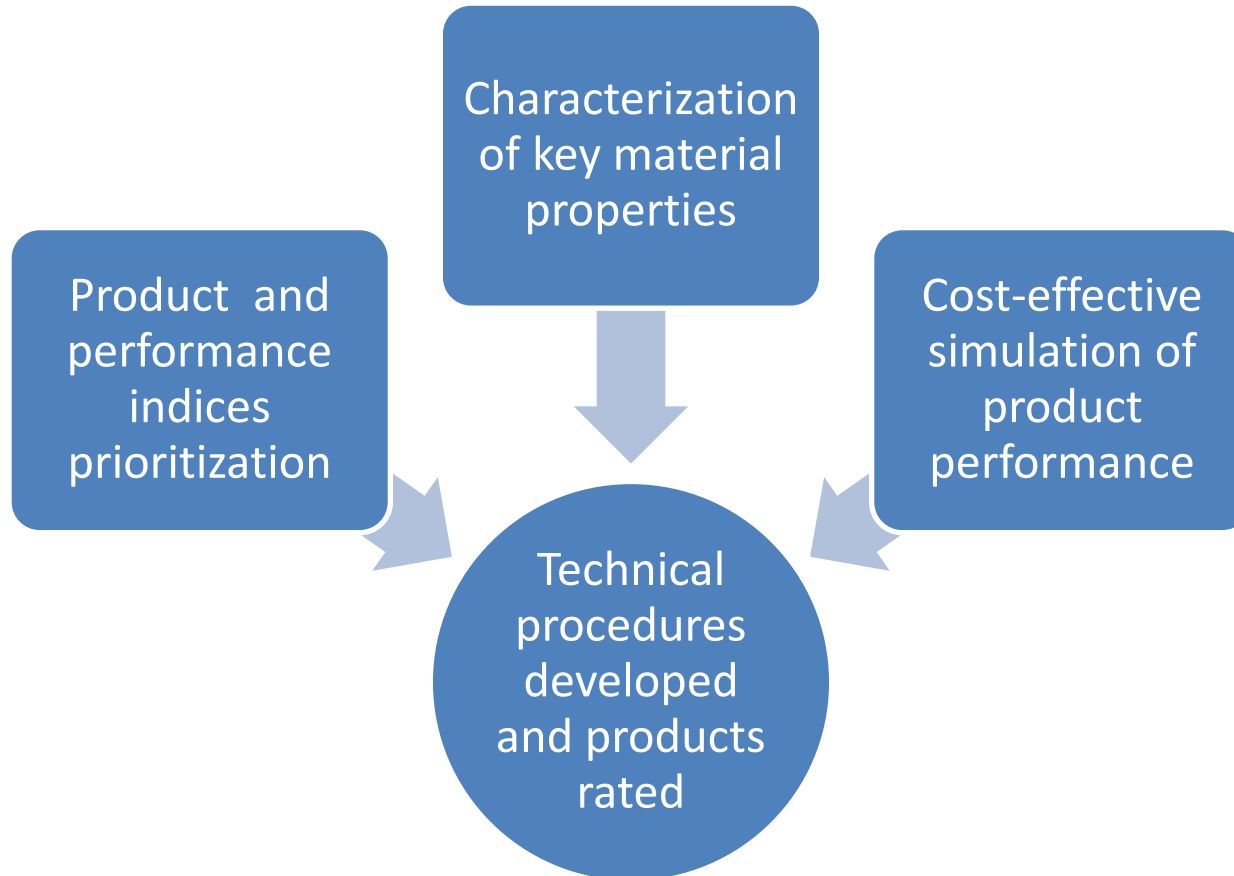 Characterization
of key material
properties
Product  and
performance
indices
prioritization
Cost-effective
simulation of
product
performance
Technical
procedures
developed
and products
rated